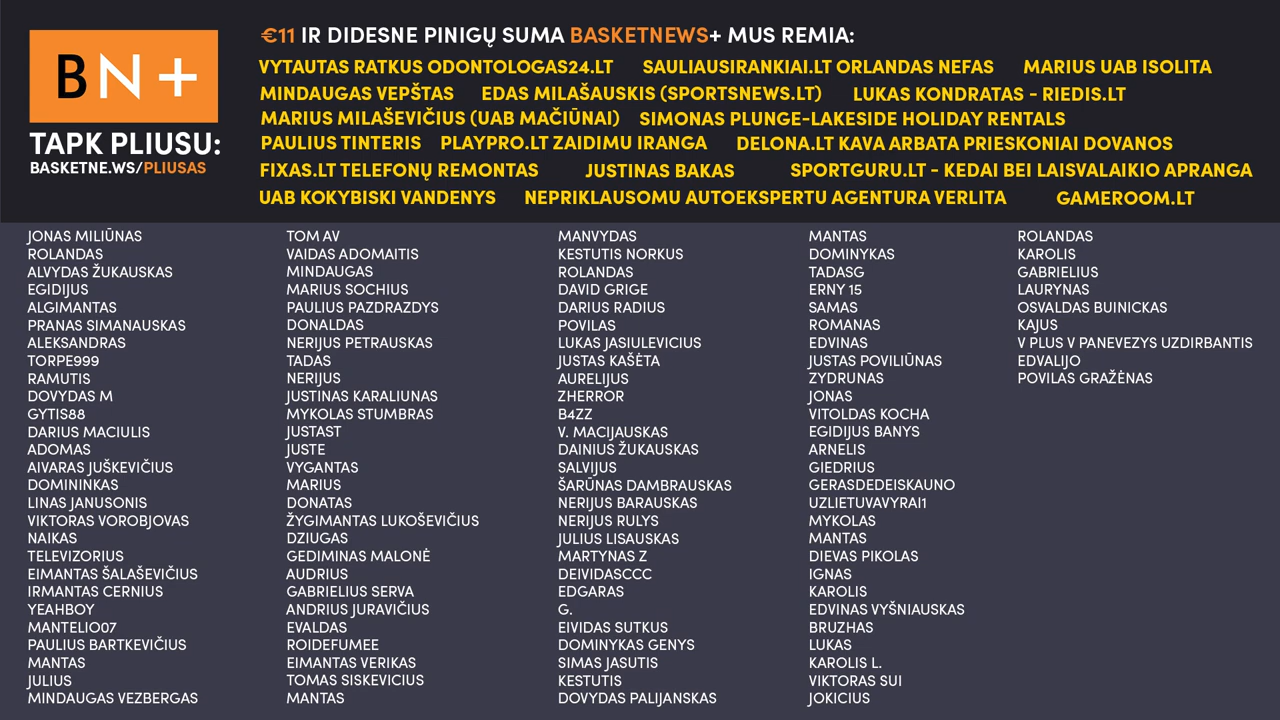 BN+
TAPK PLIUSU:
BASKETNE.WS/PLIUSAS
€11 IR DIDESNE PINIGŲ SUMA BASKETNEWS+ MUS REMIA:
VYTAUTAS RATKUS ODONTOLOGAS24.LT SAULIAUSIRANKIAI.LT ORLANDAS NEFAS MARIUS UAB ISOLITA
MINDAUGAS VEPŠTAS EDAS MILAŠAUSKIS (SPORTSNEWS.LT) LUKAS KONDRATAS - RIEDIS.LT
MARIUS MILAŠEVIČIUS (UAB MAČIŪNAI) SIMONAS PLUNGE-LAKESIDE HOLIDAY RENTALS
PAULIUS TINTERIS PLAYPRO.LT ZAIDIMU IRANGA DELONA.LT KAVA ARBATA PRIESKONIAI DOVANOS
FIXAS.LT TELEFONŲ REMONTAS JUSTINAS BAKAS SPORTGURU.LT - KEDAI BEI LAISVALAIKIO APRANGA
UAB KOKYBISKI VANDENYS NEPRIKLAUSOMU AUTOEKSPERTU AGENTURA VERLITA GAMEROOM.LT
JONAS MILIŪNAS
ROLANDAS
ALVYDAS ŽUKAUSKAS
EGIDIJUS
ALGIMANTAS
PRANAS SIMANAUSKAS
ALEKSANDRAS
TORPE999
RAMUTIS
DOVYDAS M
GYTIS88
DARIUS MACIULIS
ADOMAS
AIVARAS JUŠKEVIČIUS
DOMININKAS
LINAS JANUSONIS
VIKTORAS VOROBJOVAS
NAIKAS
TELEVIZORIUS
EIMANTAS ŠALAŠEVIČIUS
IRMANTAS CERNIUS
YEAHBOY
MANTELIO07
PAULIUS BARTKEVIČIUS
MANTAS
JULIUS
MINDAUGAS VEZBERGAS
TOM AV
VAIDAS ADOMAITIS
MINDAUGAS
MARIUS SOCHIUS
PAULIUS PAZDRAZDYS
DONALDAS
NERIJUS PETRAUSKAS
TADAS
NERIJUS
JUSTINAS KARALIUNAS
MYKOLAS STUMBRAS
JUSTAST
JUSTE
VYGANTAS
MARIUS
DONATAS
ŽYGIMANTAS LUKOŠEVIČIUS
DZIUGAS
GEDIMINAS MALONĖ
AUDRIUS
GABRIELIUS SERVA
ANDRIUS JURAVIČIUS
EVALDAS
ROIDEFUMEE
EIMANTAS VERIKAS
TOMAS SISKEVICIUS
MANTAS
MANVYDAS
KESTUTIS NORKUS
ROLANDAS
DAVID GRIGE
DARIUS RADIUS
POVILAS
LUKAS JASIULEVICIUS
JUSTAS KAŠĖTA
AURELIJUS
ZHERROR
B4ZZ
V. MACIJAUSKAS
DAINIUS ŽUKAUSKAS
SALVIJUS
ŠARŪNAS DAMBRAUSKAS
NERIJUS BARAUSKAS
NERIJUS RULYS
JULIUS LISAUSKAS
MARTYNAS Z
DEIVIDASCCC
EDGARAS
G.
EIVIDAS SUTKUS
DOMINYKAS GENYS
SIMAS JASUTIS
KESTUTIS
DOVYDAS PALIJANSKAS
MANTAS
DOMINYKAS
TADASG
ERNY 15
SAMAS
ROMANAS
EDVINAS
JUSTAS POVILIŪNAS
ZYDRUNAS
JONAS
VITOLDAS KOCHA
EGIDIJUS BANYS
ARNELIS
GIEDRIUS
GERASDEDEISKAUNO
UZLIETUVAVYRAI1
MYKOLAS
MANTAS
DIEVAS PIKOLAS
IGNAS
KAROLIS
EDVINAS VYŠNIAUSKAS
BRUZHAS
LUKAS
KAROLIS L.
VIKTORAS SUI
JOKICIUS
ROLANDAS
KAROLIS
GABRIELIUS
LAURYNAS
OSVALDAS BUINICKAS
KAJUS
V PLUS V PANEVEZYS UZDIRBANTIS
EDVALIJO
POVILAS GRAŽĖNAS